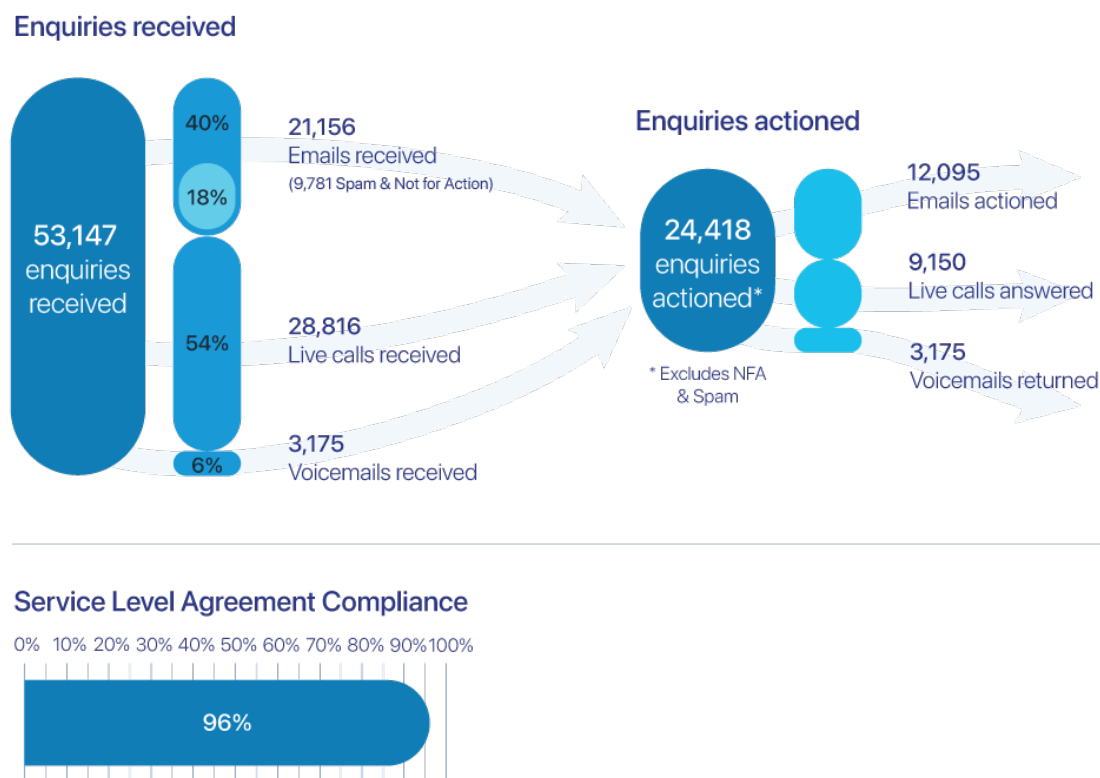 Enquiries received
53,147
enquiries
received
40%
18%
54%
6%
21,156
Emails received
(9,781 Spam & Not for Action)
28,816
Live calls received
3,175
Voicemails received
Enquiries actioned
24,418
enquiries
actioned*
* Excludes NFA
& Spam
12,095
Emails actioned
9,150
Live calls answered
3,175
Voicemails returned
Service Level Agreement Compliance
0% 10% 20% 30% 40% 50% 60% 70% 80% 90% 100%
96%